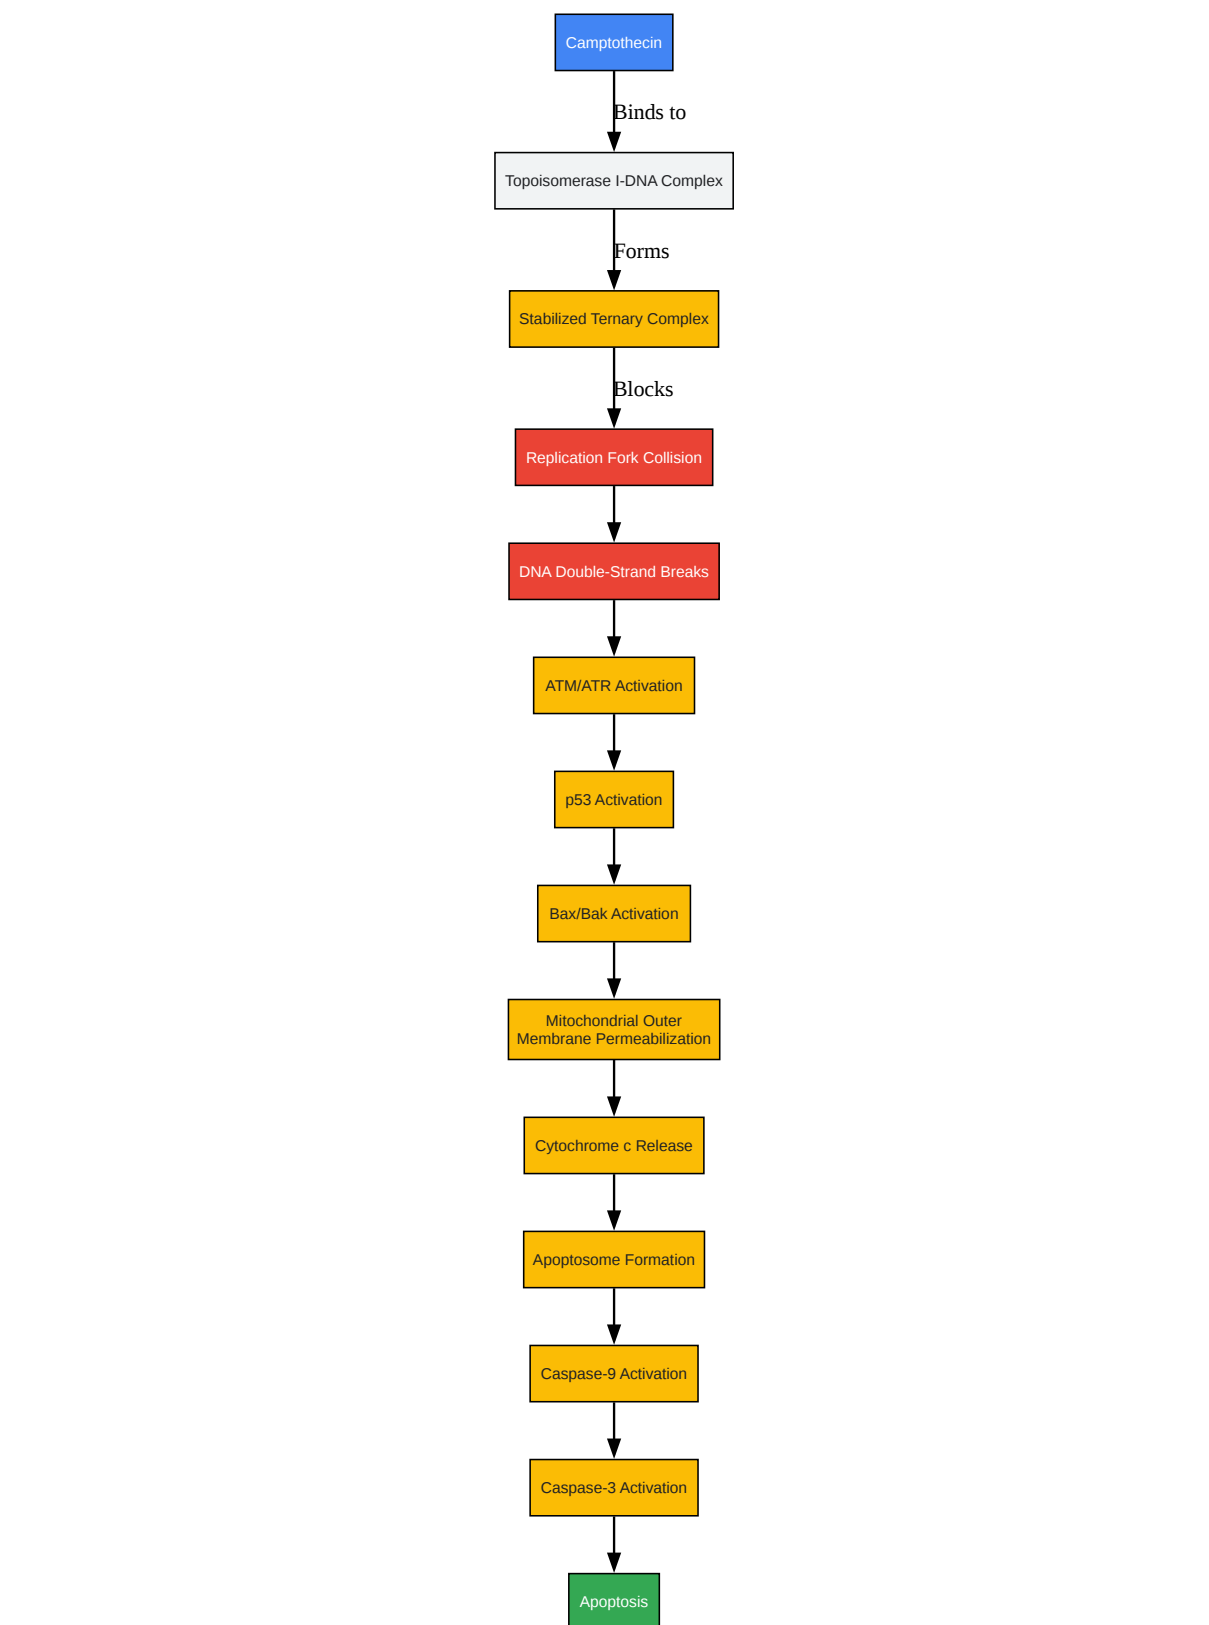 Camptothecin
Binds to
Topoisomerase I-DNA Complex
Forms
Stabilized Ternary Complex
Blocks
Replication Fork Collision
DNA Double-Strand Breaks
ATM/ATR Activation
p53 Activation
Bax/Bak Activation
Mitochondrial Outer
Membrane Permeabilization
Cytochrome c Release
Apoptosome Formation
Caspase-9 Activation
Caspase-3 Activation
Apoptosis